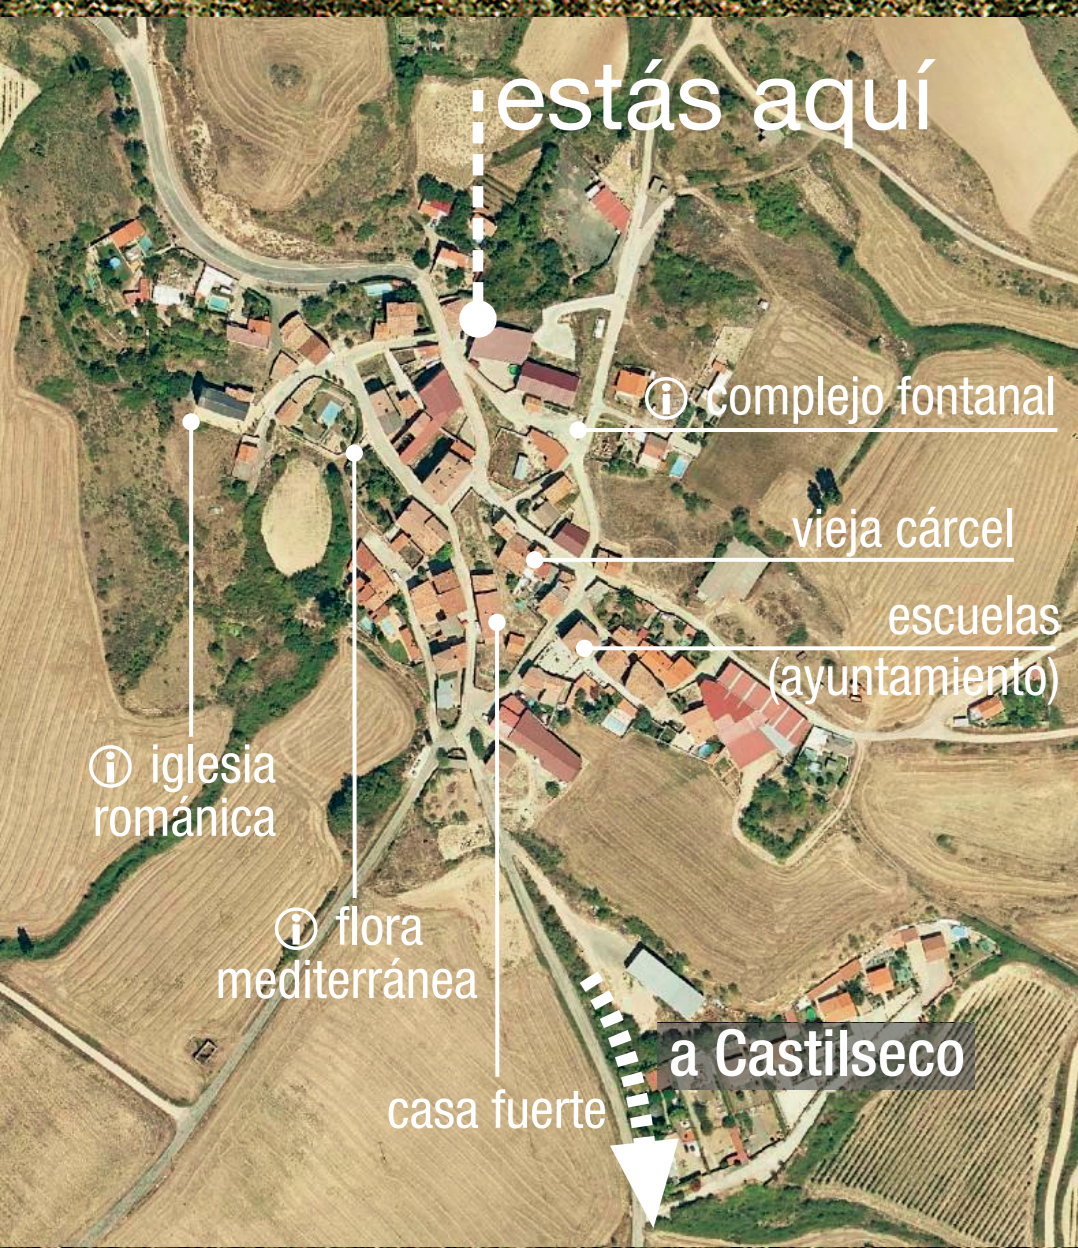 estás aquí
complejo fontanal
vieja cárcel
escuelas
(ayuntamiento)
iglesia
románica
flora
mediterránea
a Castilseco
casa fuerte